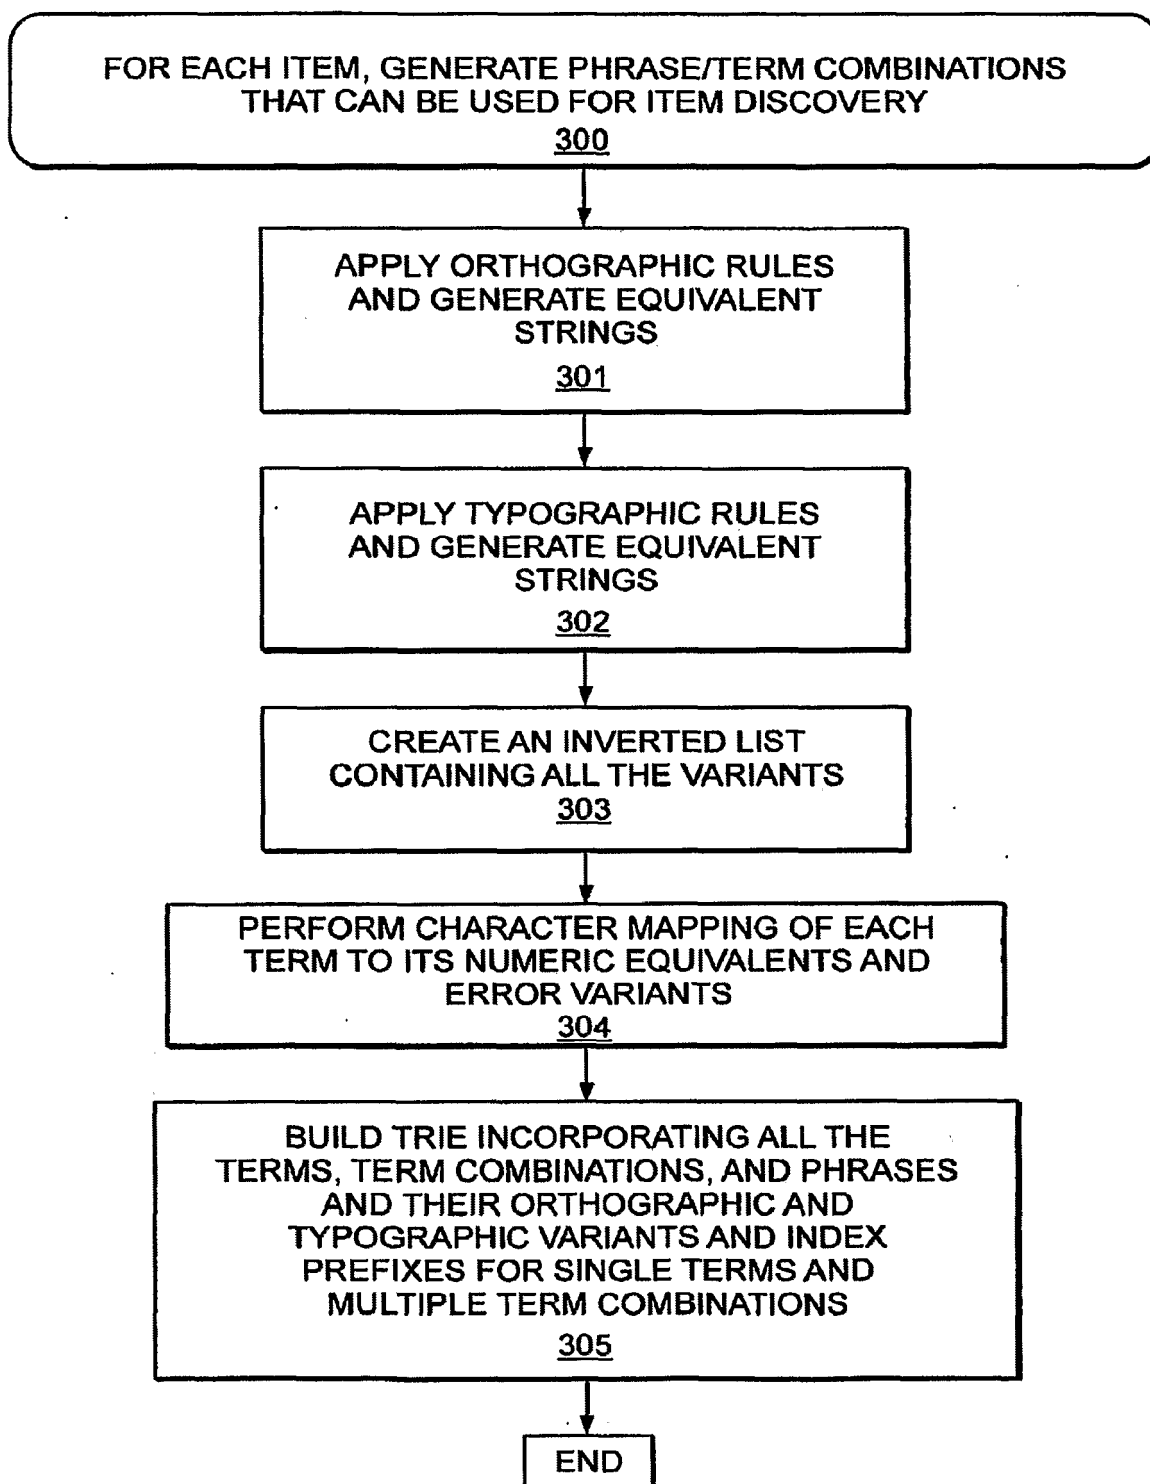 FOR EACH ITEM, GENERATE PHRASE/TERM COMBINATIONS
THAT CAN BE USED FOR ITEM DISCOVERY
300
APPLY ORTHOGRAPHIC RULES
AND GENERATE EQUIVALENT
STRINGS
301
APPLY TYPOGRAPHIC RULES
AND GENERATE EQUIVALENT
STRINGS
302
CREATE AN INVERTED LIST
CONTAINING ALL THE VARIANTS
303
PERFORM CHARACTER MAPPING OF EACH
TERM TO ITS NUMERIC EQUIVALENTS AND
ERROR VARIANTS
304
BUILD TRIE INCORPORATING ALL THE
TERMS, TERM COMBINATIONS, AND PHRASES
AND THEIR ORTHOGRAPHIC AND
TYPOGRAPHIC VARIANTS AND INDEX
PREFIXES FOR SINGLE TERMS AND
MULTIPLE TERM COMBINATIONS
305
END